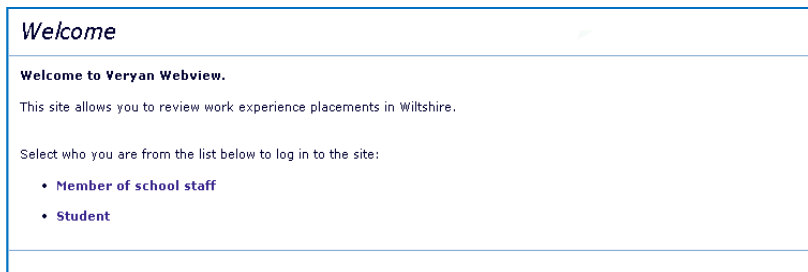 Welcome
Welcome to Veryan Webview.
This site allows you to review work experience placements in Wiltshire.
Select who you are from the list below to log in to the site:
• Member of school staff
• Student